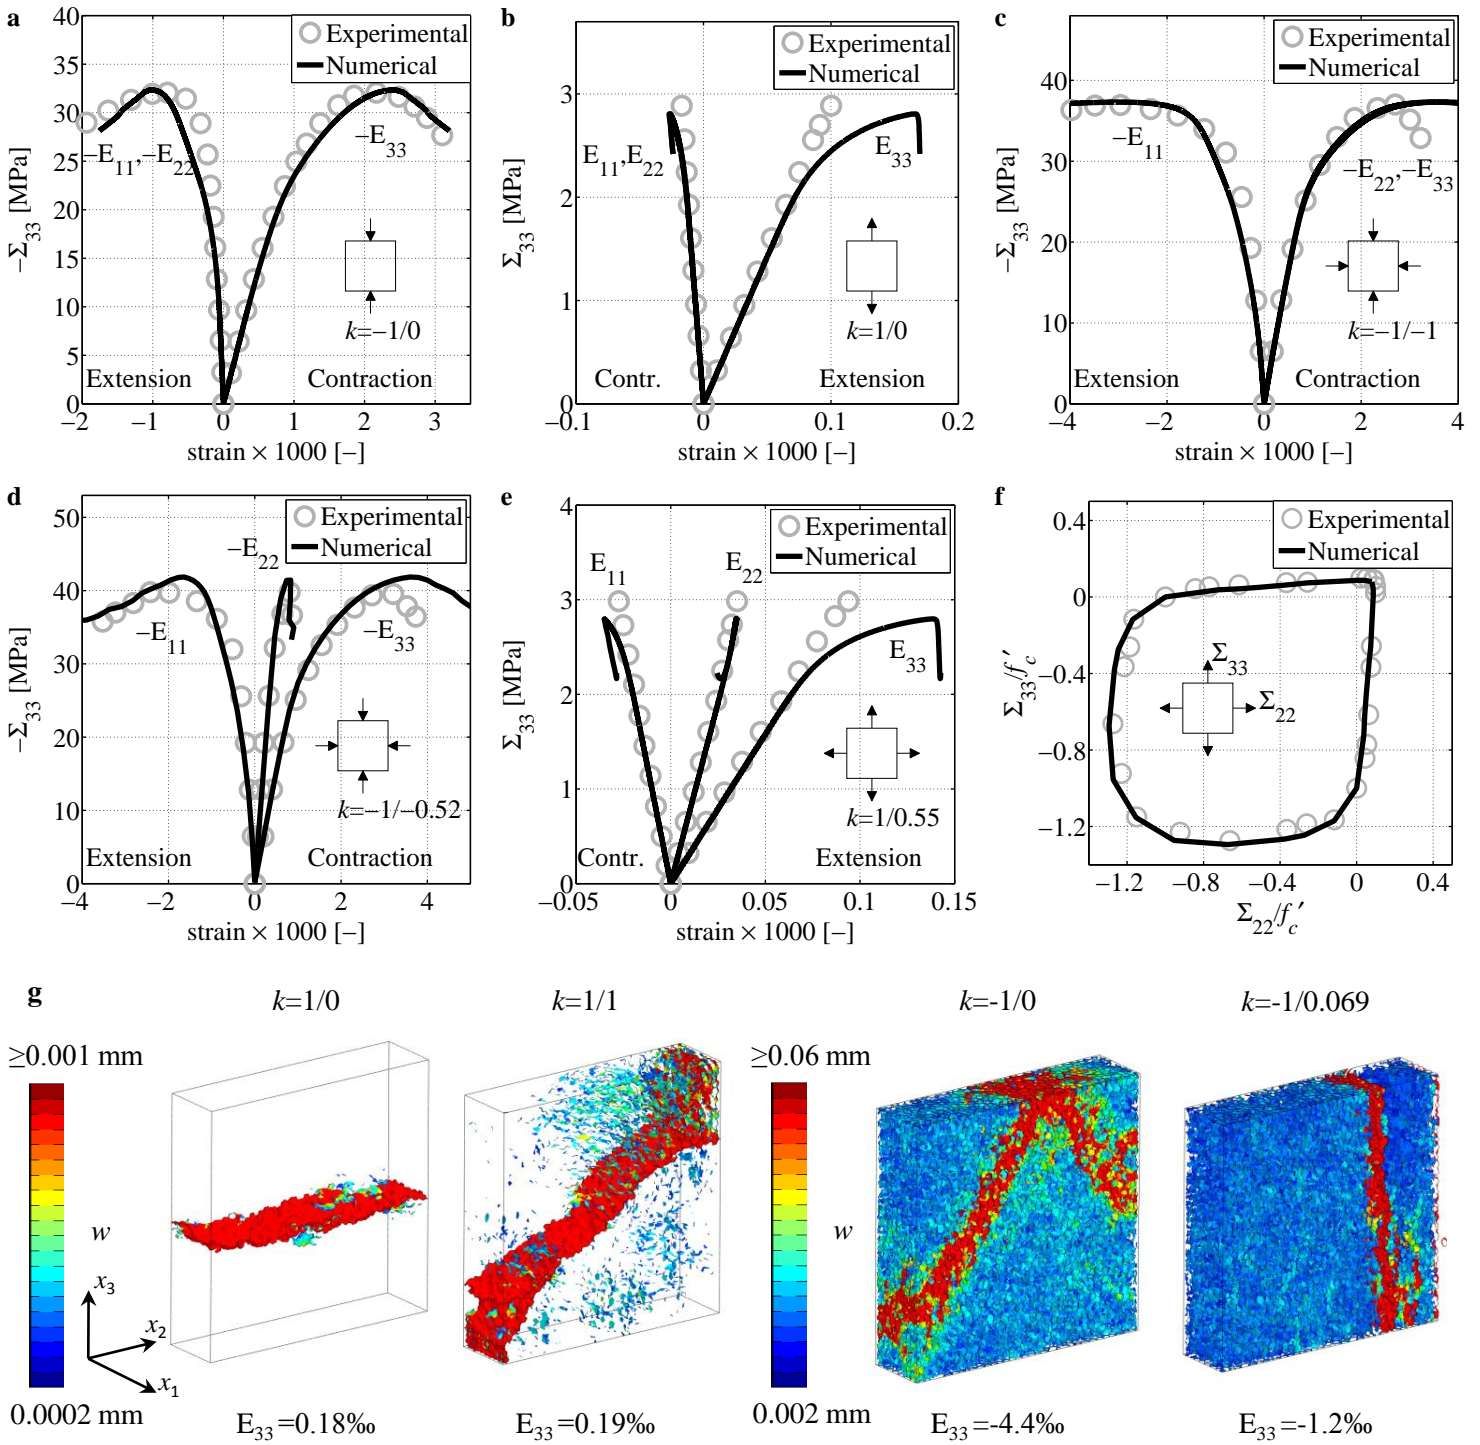 a
Experimental
Numerical
−Σ33 [MPa]
40
35
30
25
20
15
10
5
0
−E11,−E22
−E33
k=−1/0
Extension
Contraction
−2 −1 0 1 2 3
strain × 1000 [−]
b
Experimental
Numerical
Σ33 [MPa]
3
2
1
0
E11,E22
E33
k=1/0
Contr.
Extension
−0.1 0 0.1 0.2
strain × 1000 [−]
c
Experimental
Numerical
−Σ33 [MPa]
40
30
20
10
0
−E11
−E22,−E33
k=−1/−1
Extension
Contraction
−4 −2 0 2 4
strain × 1000 [−]
d
Experimental
Numerical
−Σ33 [MPa]
50
40
30
20
10
0
−E22
−E11
−E33
k=−1/−0.52
Extension
Contraction
−4 −2 0 2 4
strain × 1000 [−]
e
Experimental
Numerical
Σ33 [MPa]
4
3
2
1
0
E11
E22
E33
k=1/0.55
Contr.
Extension
−0.05 0 0.05 0.1 0.15
strain × 1000 [−]
f
Experimental
Numerical
Σ33/fc′
0.4
0
−0.4
−0.8
−1.2
Σ33
Σ22
−1.2 −0.8 −0.4 0 0.4
Σ22/fc′
g
k=1/0
k=1/1
k=-1/0
k=-1/0.069
≥0.001 mm
w
0.0002 mm
x3
x2
x1
≥0.06 mm
w
0.002 mm
E33=0.18‰
E33=0.19‰
E33=-4.4‰
E33=-1.2‰